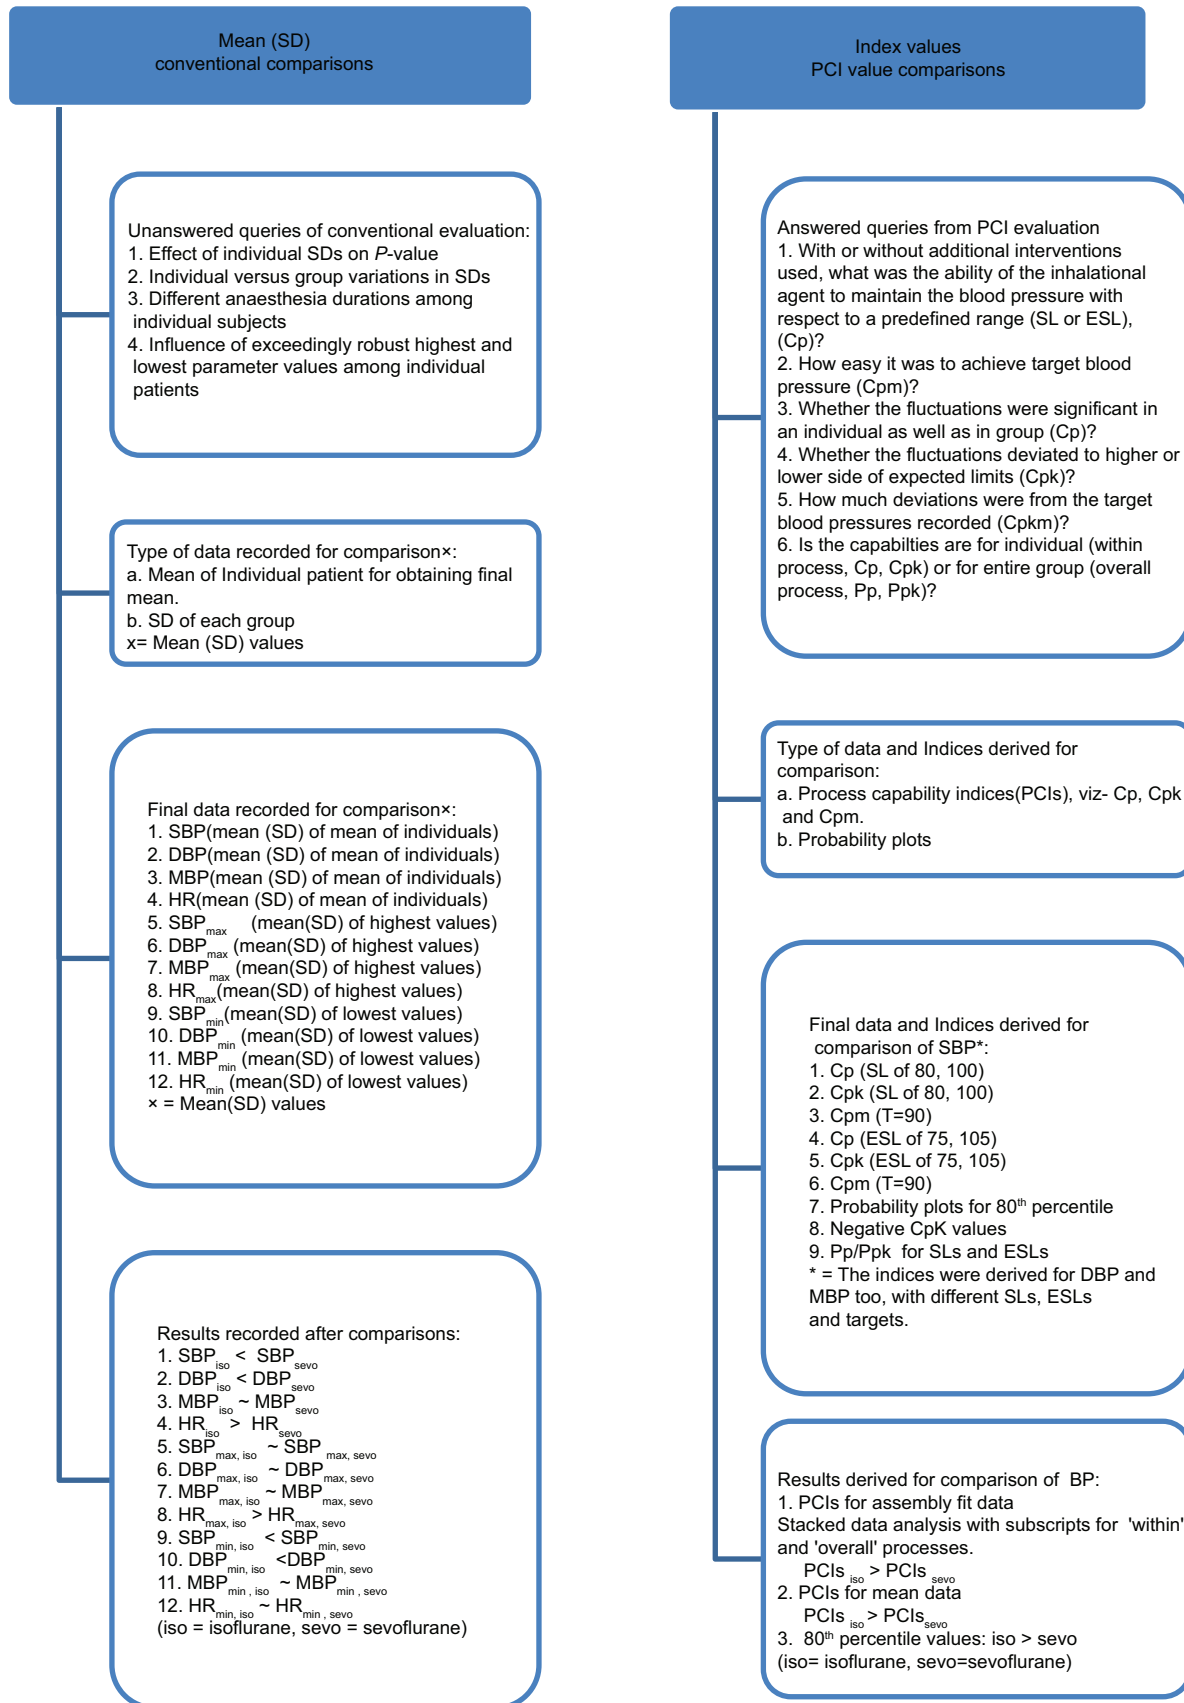 Mean (SD)
conventional comparisons
Unanswered queries of conventional evaluation:
1. Effect of individual SDs on P-value
2. Individual versus group variations in SDs
3. Different anaesthesia durations among
individual subjects
4. Influence of exceedingly robust highest and
lowest parameter values among individual
patients
Type of data recorded for comparison×:
a. Mean of Individual patient for obtaining final
mean.
b. SD of each group
x= Mean (SD) values
Final data recorded for comparison×:
1. SBP(mean (SD) of mean of individuals)
2. DBP(mean (SD) of mean of individuals)
3. MBP(mean (SD) of mean of individuals)
4. HR(mean (SD) of mean of individuals)
5. SBPmax (mean(SD) of highest values)
6. DBPmax (mean(SD) of highest values)
7. MBPmax (mean(SD) of highest values)
8. HRmax(mean(SD) of highest values)
9. SBPmin(mean(SD) of lowest values)
10. DBPmin (mean(SD) of lowest values)
11. MBPmin (mean(SD) of lowest values)
12. HRmin (mean(SD) of lowest values)
× = Mean(SD) values
Results recorded after comparisons:
1. SBPiso < SBPsevo
2. DBPiso < DBPsevo
3. MBPiso ~ MBPsevo
4. HRiso > HRsevo
5. SBPmax, iso ~ SBPmax, sevo
6. DBPmax, iso ~ DBPmax, sevo
7. MBPmax, iso ~ MBPmax, sevo
8. HRmax, iso > HRmax, sevo
9. SBPmin, iso < SBPmin, sevo
10. DBPmin, iso <DBPmin, sevo
11. MBPmin , iso ~ MBPmin , sevo
12. HRmin, iso ~ HRmin , sevo
(iso = isoflurane, sevo = sevoflurane)
Index values
PCI value comparisons
Answered queries from PCI evaluation
1. With or without additional interventions
used, what was the ability of the inhalational
agent to maintain the blood pressure with
respect to a predefined range (SL or ESL),
(Cp)?
2. How easy it was to achieve target blood
pressure (Cpm)?
3. Whether the fluctuations were significant in
an individual as well as in group (Cp)?
4. Whether the fluctuations deviated to higher or
lower side of expected limits (Cpk)?
5. How much deviations were from the target
blood pressures recorded (Cpkm)?
6. Is the capabilties are for individual (within
process, Cp, Cpk) or for entire group (overall
process, Pp, Ppk)?
Type of data and Indices derived for
comparison:
a. Process capability indices(PCIs), viz- Cp, Cpk
and Cpm.
b. Probability plots
Final data and Indices derived for
comparison of SBP*:
1. Cp (SL of 80, 100)
2. Cpk (SL of 80, 100)
3. Cpm (T=90)
4. Cp (ESL of 75, 105)
5. Cpk (ESL of 75, 105)
6. Cpm (T=90)
7. Probability plots for 80th percentile
8. Negative CpK values
9. Pp/Ppk for SLs and ESLs
* = The indices were derived for DBP and
MBP too, with different SLs, ESLs
and targets.
Results derived for comparison of BP:
1. PCIs for assembly fit data
Stacked data analysis with subscripts for 'within'
and 'overall' processes.
PCIs iso > PCIs sevo
2. PCIs for mean data
PCIs iso > PCIssevo
3. 80th percentile values: iso > sevo
(iso= isoflurane, sevo=sevoflurane)